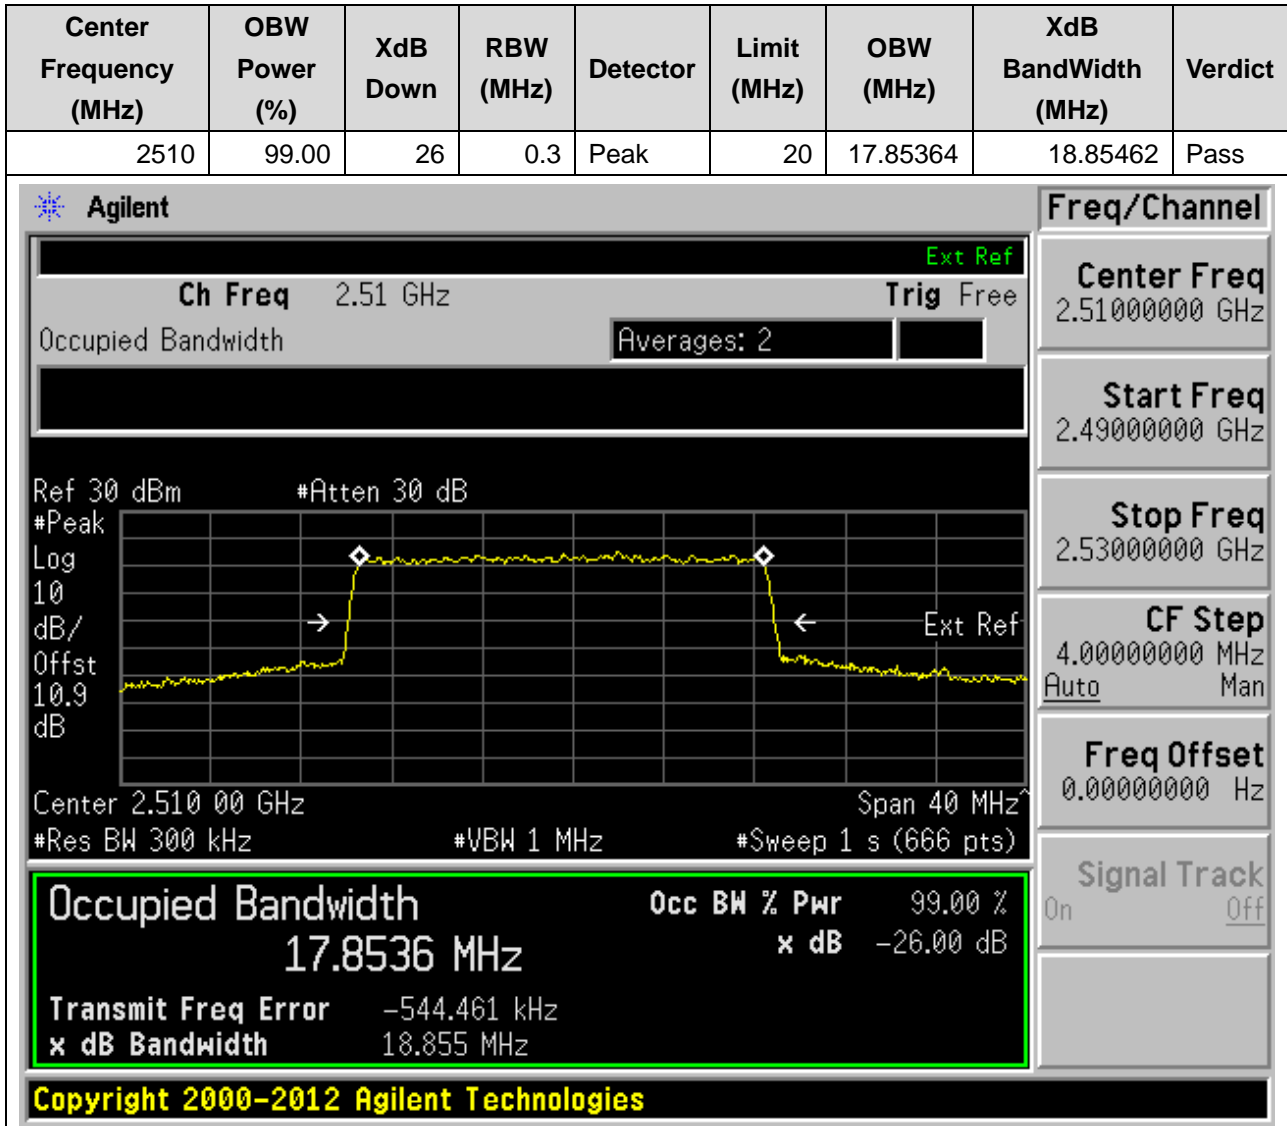 Center Frequency (MHz) OBW Power (%) XdB Down RBW (MHz) Detector Limit (MHz) OBW (MHz) XdB BandWidth (MHz) Verdict
2510 99.00 26 0.3 Peak 20 17.85364 18.85462 Pass
Agilent
Freq/Channel
Ext Ref
Ch Freq 2.51 GHz Trig Free
Occupied Bandwidth Averages: 2
Center Freq
2.51000000 GHz
Start Freq
2.49000000 GHz
Stop Freq
2.53000000 GHz
CF Step
4.00000000 MHz
Auto Man
Freq Offset
0.00000000 Hz
Signal Track
On Off
Ref 30 dBm #Atten 30 dB
#Peak
Log
10
dB/
Offst
10.9
dB
Ext Ref
Center 2.510 00 GHz Span 40 MHz^
#Res BW 300 kHz #VBW 1 MHz #Sweep 1 s (666 pts)
Occupied Bandwidth
17.8536 MHz
Occ BW % Pwr 99.00 %
x dB -26.00 dB
Transmit Freq Error -544.461 kHz
x dB Bandwidth 18.855 MHz
Copyright 2000-2012 Agilent Technologies